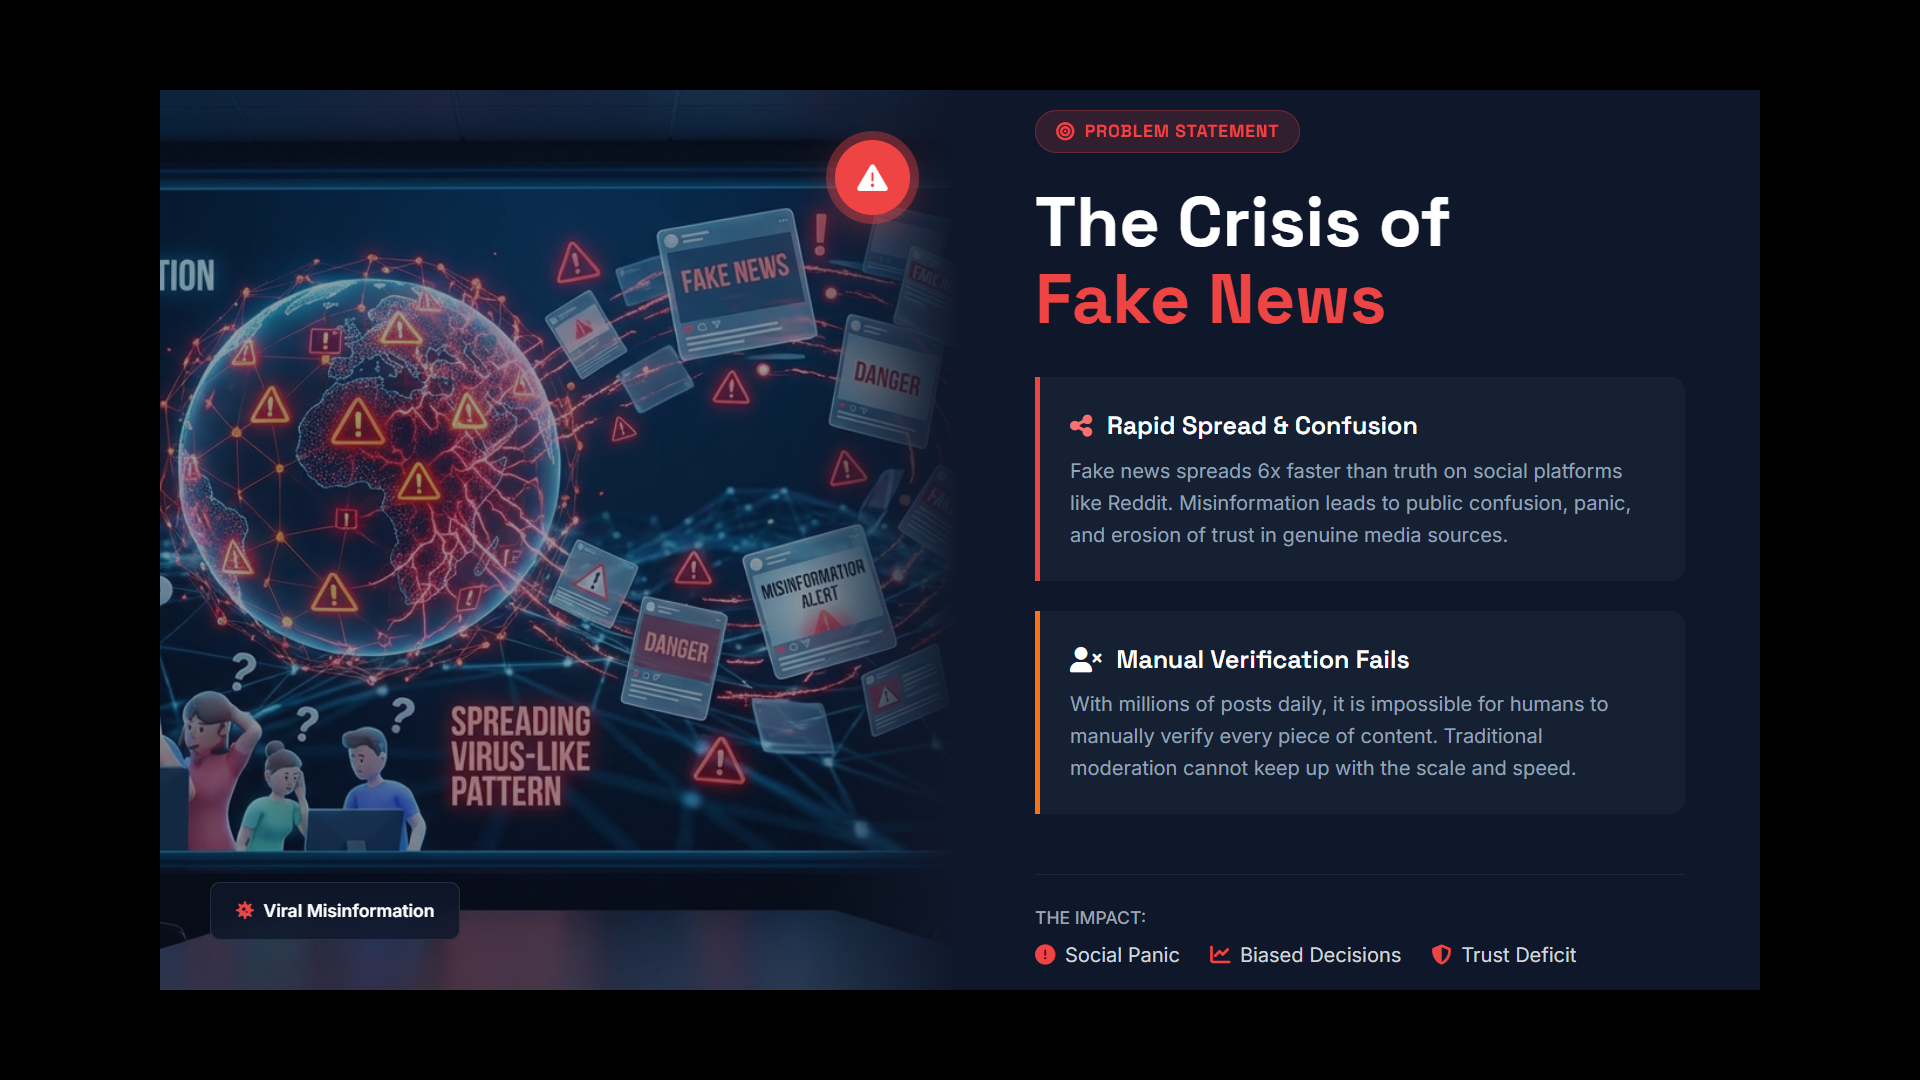 TION
FAKE NEWS
DANGER
MISINFORMATION
ALERT
DANGER
SPREADING
VIRUS-LIKE
PATTERN
Viral Misinformation
PROBLEM STATEMENT
The Crisis of
Fake News
Rapid Spread & Confusion
Fake news spreads 6x faster than truth on social platforms
like Reddit. Misinformation leads to public confusion, panic,
and erosion of trust in genuine media sources.
Manual Verification Fails
With millions of posts daily, it is impossible for humans to
manually verify every piece of content. Traditional
moderation cannot keep up with the scale and speed.
THE IMPACT:
Social Panic
Biased Decisions
Trust Deficit